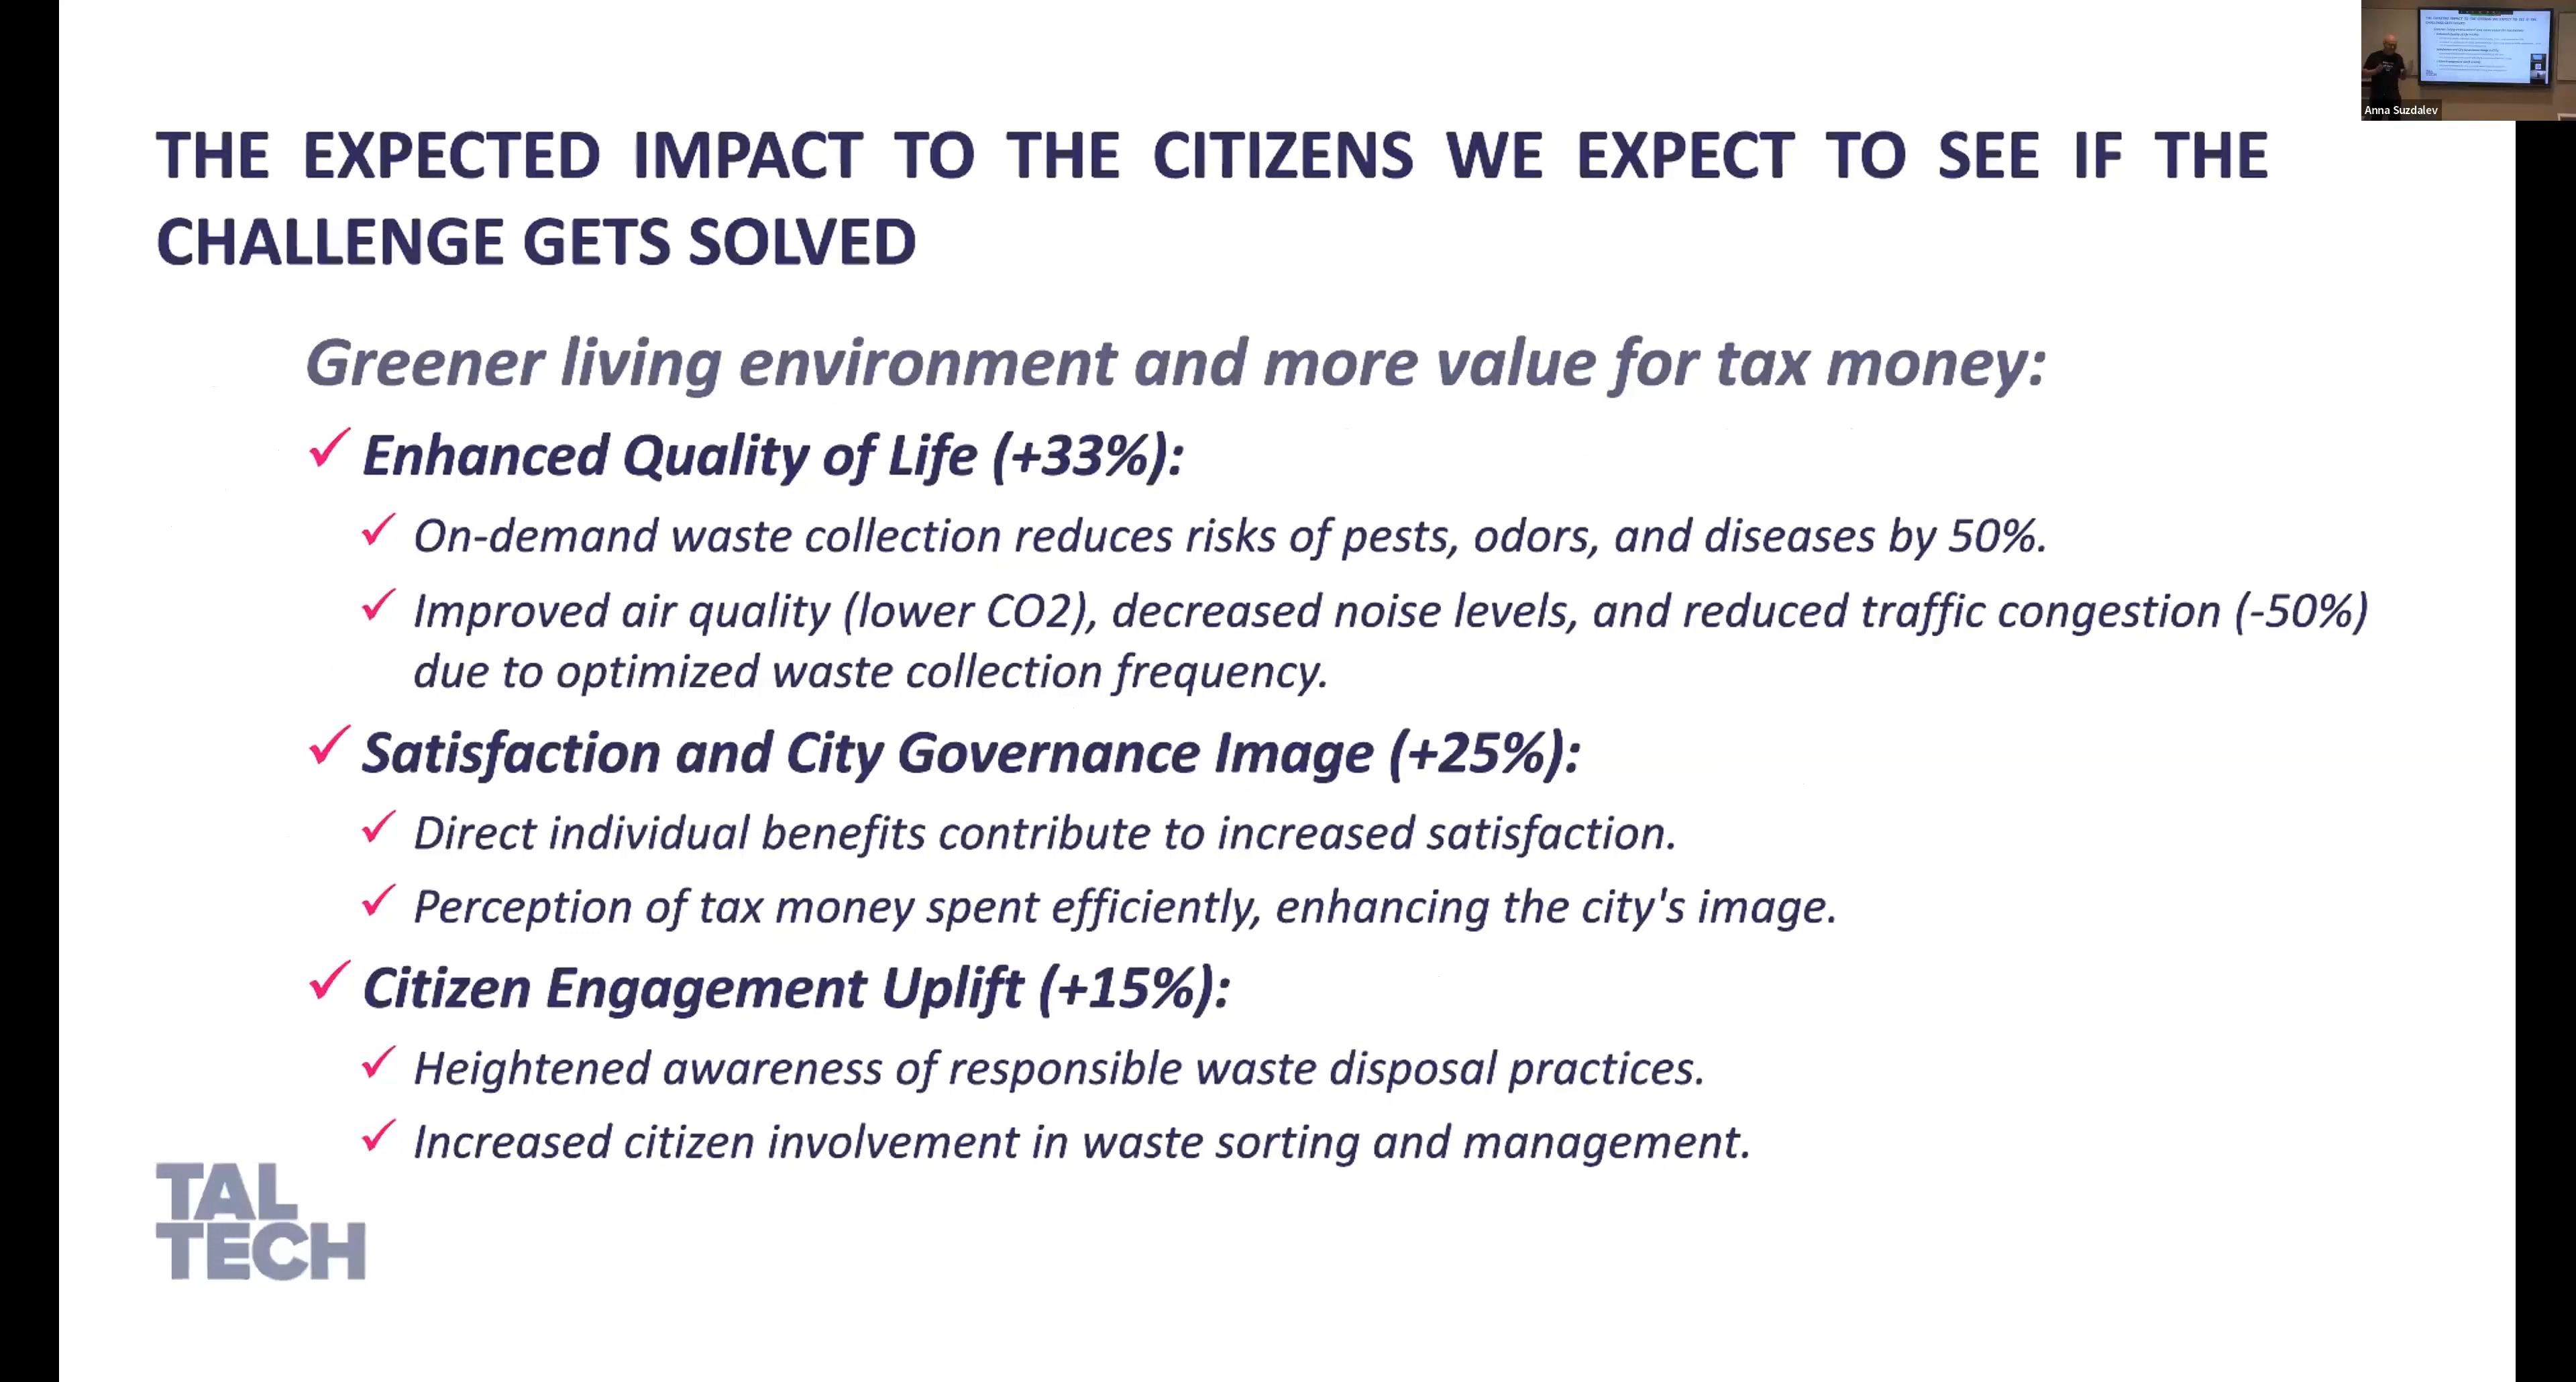 Anna Suzdalev
THE EXPECTED IMPACT TO THE CITIZENS WE EXPECT TO SEE IF THE
CHALLENGE GETS SOLVED
Greener living environment and more value for tax money:
Enhanced Quality of Life (+33%):
On-demand waste collection reduces risks of pests, odors, and diseases by 50%.
Improved air quality (lower CO2), decreased noise levels, and reduced traffic congestion (-50%)
due to optimized waste collection frequency.
Satisfaction and City Governance Image (+25%):
Direct individual benefits contribute to increased satisfaction.
Perception of tax money spent efficiently, enhancing the city's image.
Citizen Engagement Uplift (+15%):
Heightened awareness of responsible waste disposal practices.
Increased citizen involvement in waste sorting and management.
TAL
TECH